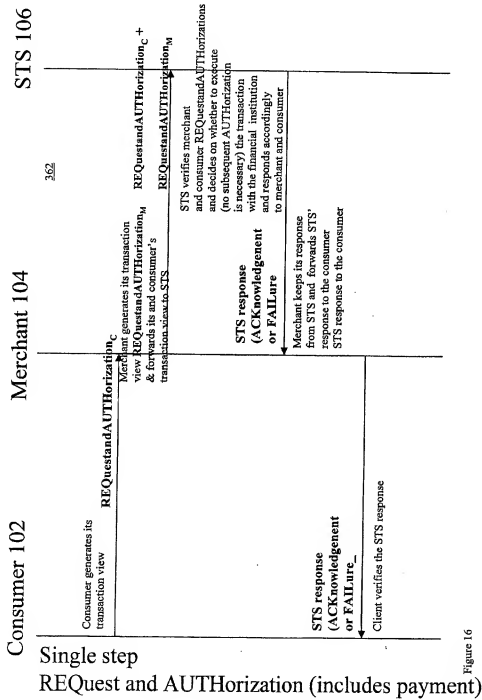 Single step
REQuest and AUTHorization (includes payment)
Consumer 102
Merchant 104
STS 106
362
Consumer generates its
transaction view
REQuestandAUTHorizationC
Merchant generates its transaction
view REQuestandAUTHorizationM
& forwards its and consumer's
transaction view to STS
REQuestandAUTHorizationC +
REQuestandAUTHorizationM
STS verifies merchant
and consumer REQuestandAUTHorizations
and decides on whether to execute
(no subsequent AUTHorization
is necessary) the transaction
with the financial institution
and responds accordingly
to merchant and consumer
STS response
(ACKnowledgenent
or FAILure
Merchant keeps its response
from STS and forwards STS'
response to the consumer
STS response to the consumer
STS response
(ACKnowledgenent
or FAILure_
Client verifies the STS response
Figure 16